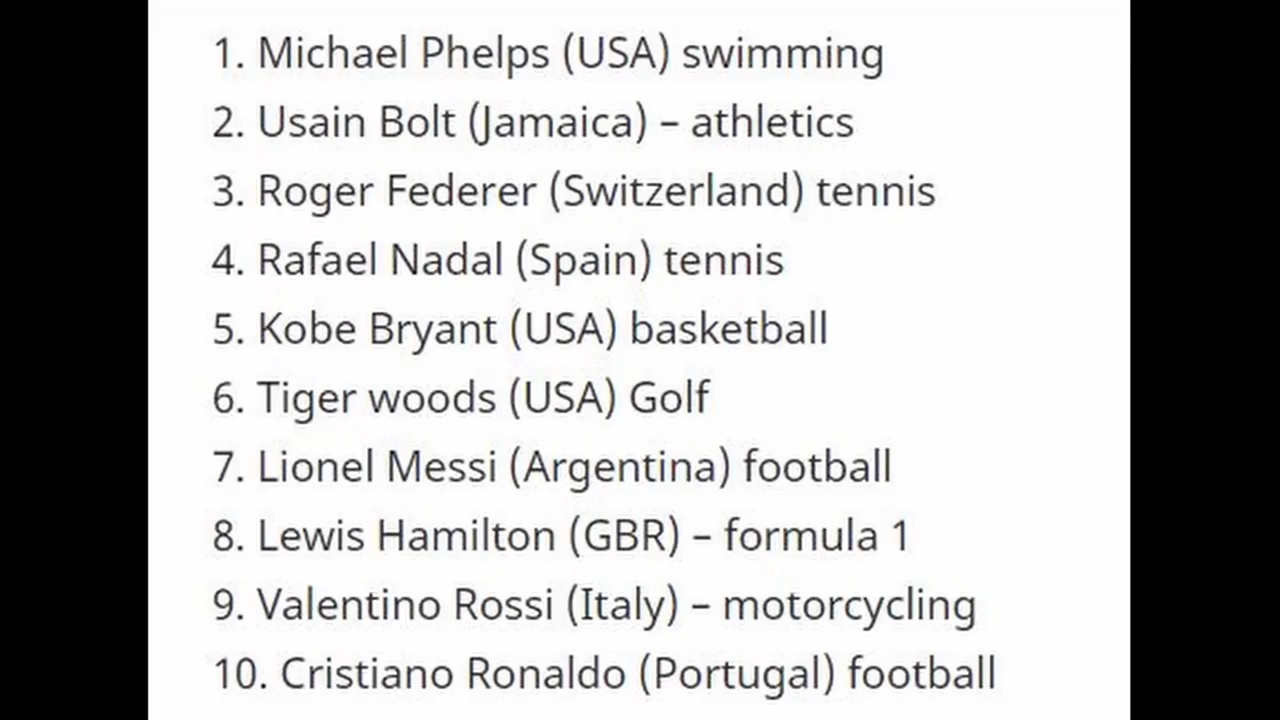 1. Michael Phelps (USA) swimming
2. Usain Bolt (Jamaica) – athletics
3. Roger Federer (Switzerland) tennis
4. Rafael Nadal (Spain) tennis
5. Kobe Bryant (USA) basketball
6. Tiger woods (USA) Golf
7. Lionel Messi (Argentina) football
8. Lewis Hamilton (GBR) – formula 1
9. Valentino Rossi (Italy) – motorcycling
10. Cristiano Ronaldo (Portugal) football